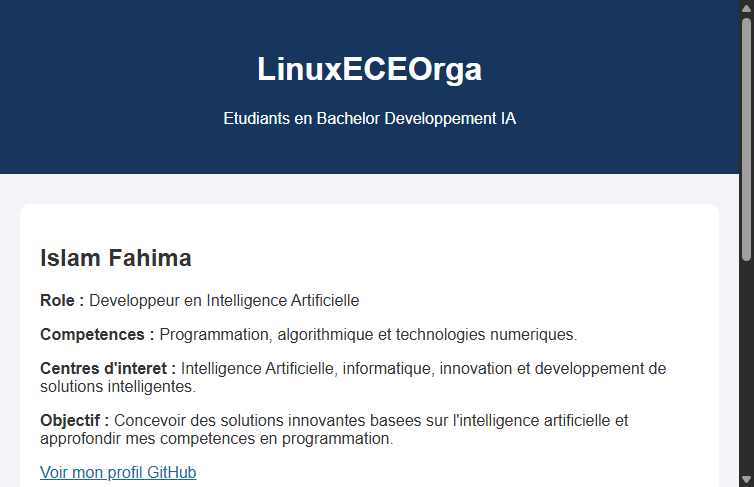 LinuxECEOrga
Etudiants en Bachelor Developpement IA
Islam Fahima
Role : Developpeur en Intelligence Artificielle
Competences : Programmation, algorithmique et technologies numeriques.
Centres d'interet : Intelligence Artificielle, informatique, innovation et developpement de
solutions intelligentes.
Objectif : Concevoir des solutions innovantes basees sur l'intelligence artificielle et
approfondir mes competences en programmation.
Voir mon profil GitHub